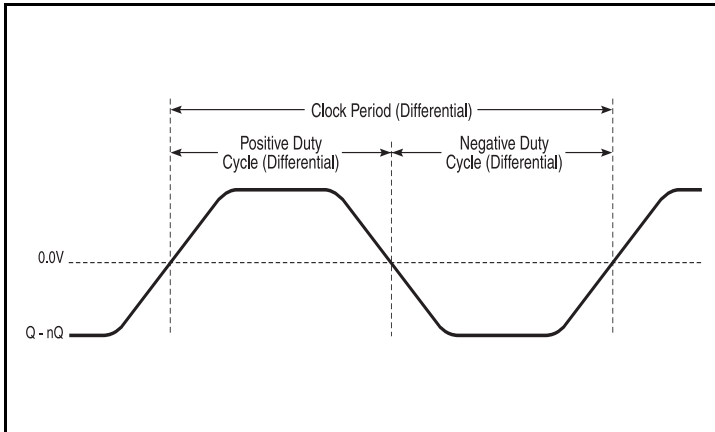 Clock Period (Differential)
Positive Duty
Cycle (Differential)
Negative Duty
Cycle (Differential)
0.0V
Q - nQ